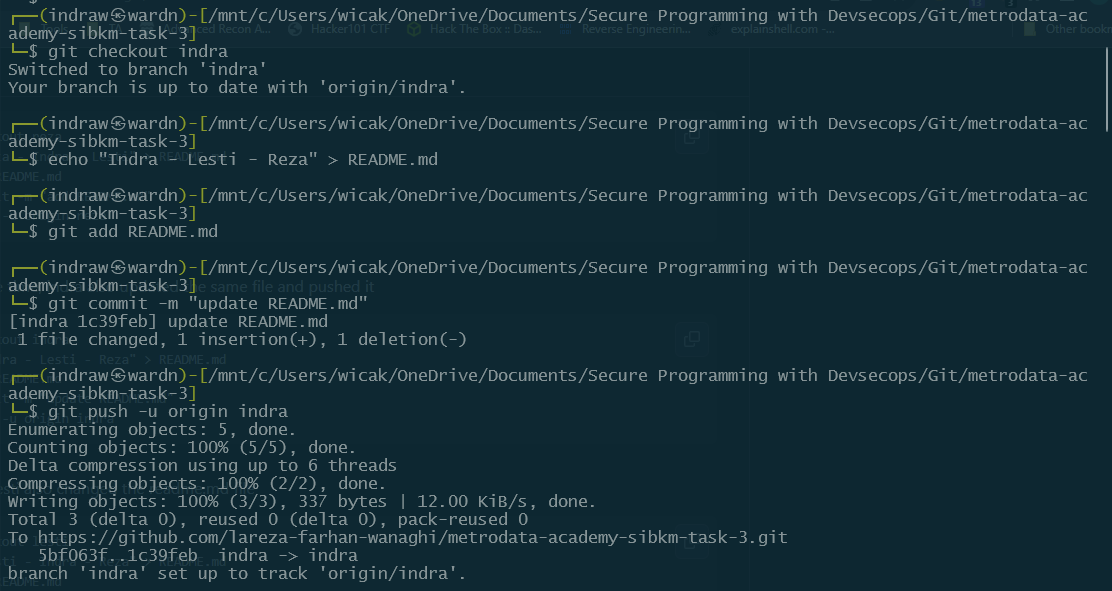 ┌──(indraw㉿wardn)-[/mnt/c/Users/wicak/OneDrive/Documents/Secure Programming with Devsecops/Git/metrodata-ac
ademy-sibkm-task-3]
└─$ git checkout indra
Switched to branch 'indra'
Your branch is up to date with 'origin/indra'.
┌──(indraw㉿wardn)-[/mnt/c/Users/wicak/OneDrive/Documents/Secure Programming with Devsecops/Git/metrodata-ac
ademy-sibkm-task-3]
└─$ echo "Indra - Lesti - Reza" > README.md
┌──(indraw㉿wardn)-[/mnt/c/Users/wicak/OneDrive/Documents/Secure Programming with Devsecops/Git/metrodata-ac
ademy-sibkm-task-3]
└─$ git add README.md
┌──(indraw㉿wardn)-[/mnt/c/Users/wicak/OneDrive/Documents/Secure Programming with Devsecops/Git/metrodata-ac
ademy-sibkm-task-3]
└─$ git commit -m "update README.md"
[indra 1c39feb] update README.md
 1 file changed, 1 insertion(+), 1 deletion(-)
┌──(indraw㉿wardn)-[/mnt/c/Users/wicak/OneDrive/Documents/Secure Programming with Devsecops/Git/metrodata-ac
ademy-sibkm-task-3]
└─$ git push -u origin indra
Enumerating objects: 5, done.
Counting objects: 100% (5/5), done.
Delta compression using up to 6 threads
Compressing objects: 100% (2/2), done.
Writing objects: 100% (3/3), 337 bytes | 12.00 KiB/s, done.
Total 3 (delta 0), reused 0 (delta 0), pack-reused 0
To https://github.com/lareza-farhan-wanaghi/metrodata-academy-sibkm-task-3.git
   5bf063f..1c39feb  indra -> indra
branch 'indra' set up to track 'origin/indra'.